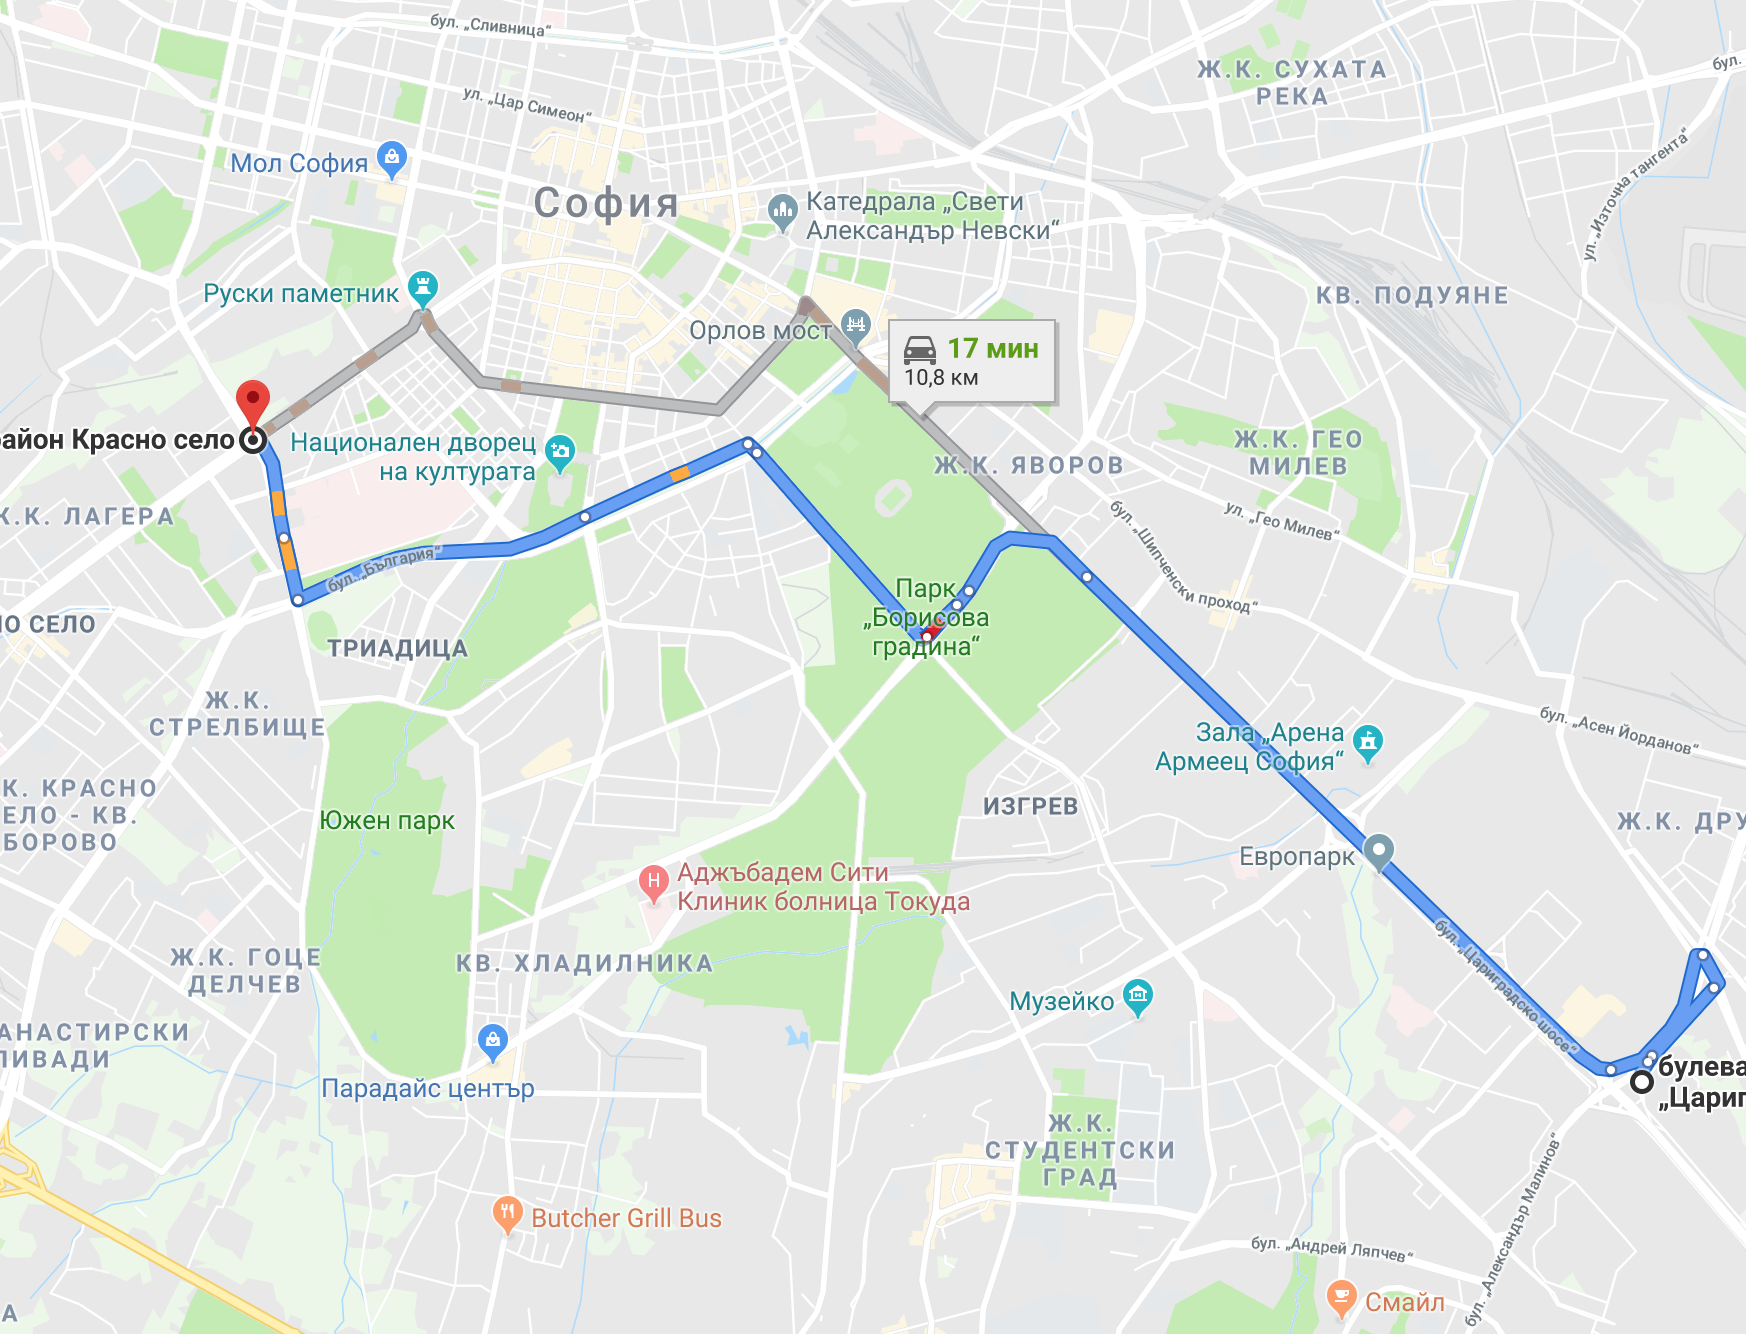 бул. „Сливница“
Ж.К. СУХАТА
РЕКА
бул.
ул. „Цар Симеон“
Мол София
София
Катедрала „Свети
Александър Невски“
ул. „Източна тангента“
Руски паметник
КВ. ПОДУЯНЕ
Орлов мост
17 мин
10,8 км
район Красно село
Национален дворец
на културата
Ж.К. ЯВОРОВ
Ж.К. ГЕО
МИЛЕВ
Ж.К. ЛАГЕРА
бул. „Шипченски проход“
ул. „Гео Милев“
бул. „България“
Парк
„Борисова
градина“
НО СЕЛО
ТРИАДИЦА
Ж.К.
СТРЕЛБИЩЕ
бул. „Асен Йорданов“
Зала „Арена
Армеец София“
К. КРАСНО
ЕЛО - КВ.
БОРОВО
Южен парк
ИЗГРЕВ
Ж.К. ДРУ
Европарк
Аджъбадем Сити
Клиник болница Токуда
бул. „Цариградско шосе“
Ж.К. ГОЦЕ
ДЕЛЧЕВ
КВ. ХЛАДИЛНИКА
Музейко
АНАСТИРСКИ
ЛИВАДИ
булева
„Цариг
Парадайс център
Ж.К.
СТУДЕНТСКИ
ГРАД
бул. „Александър Малинов“
Butcher Grill Bus
бул. „Андрей Ляпчев“
Смайл
А